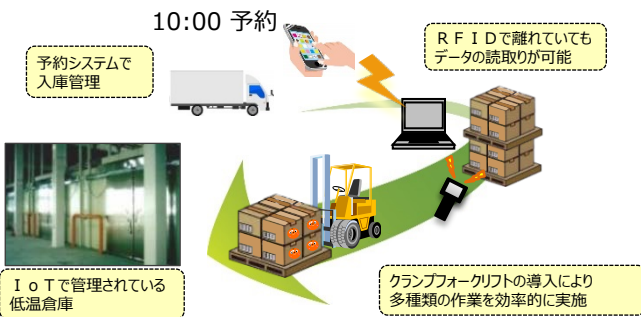 10:00 予約
予約システムで
入庫管理
ＲＦＩＤで離れていても
データの読取りが可能
ＩｏＴで管理されている
低温倉庫
クランプフォークリフトの導入により
多種類の作業を効率的に実施